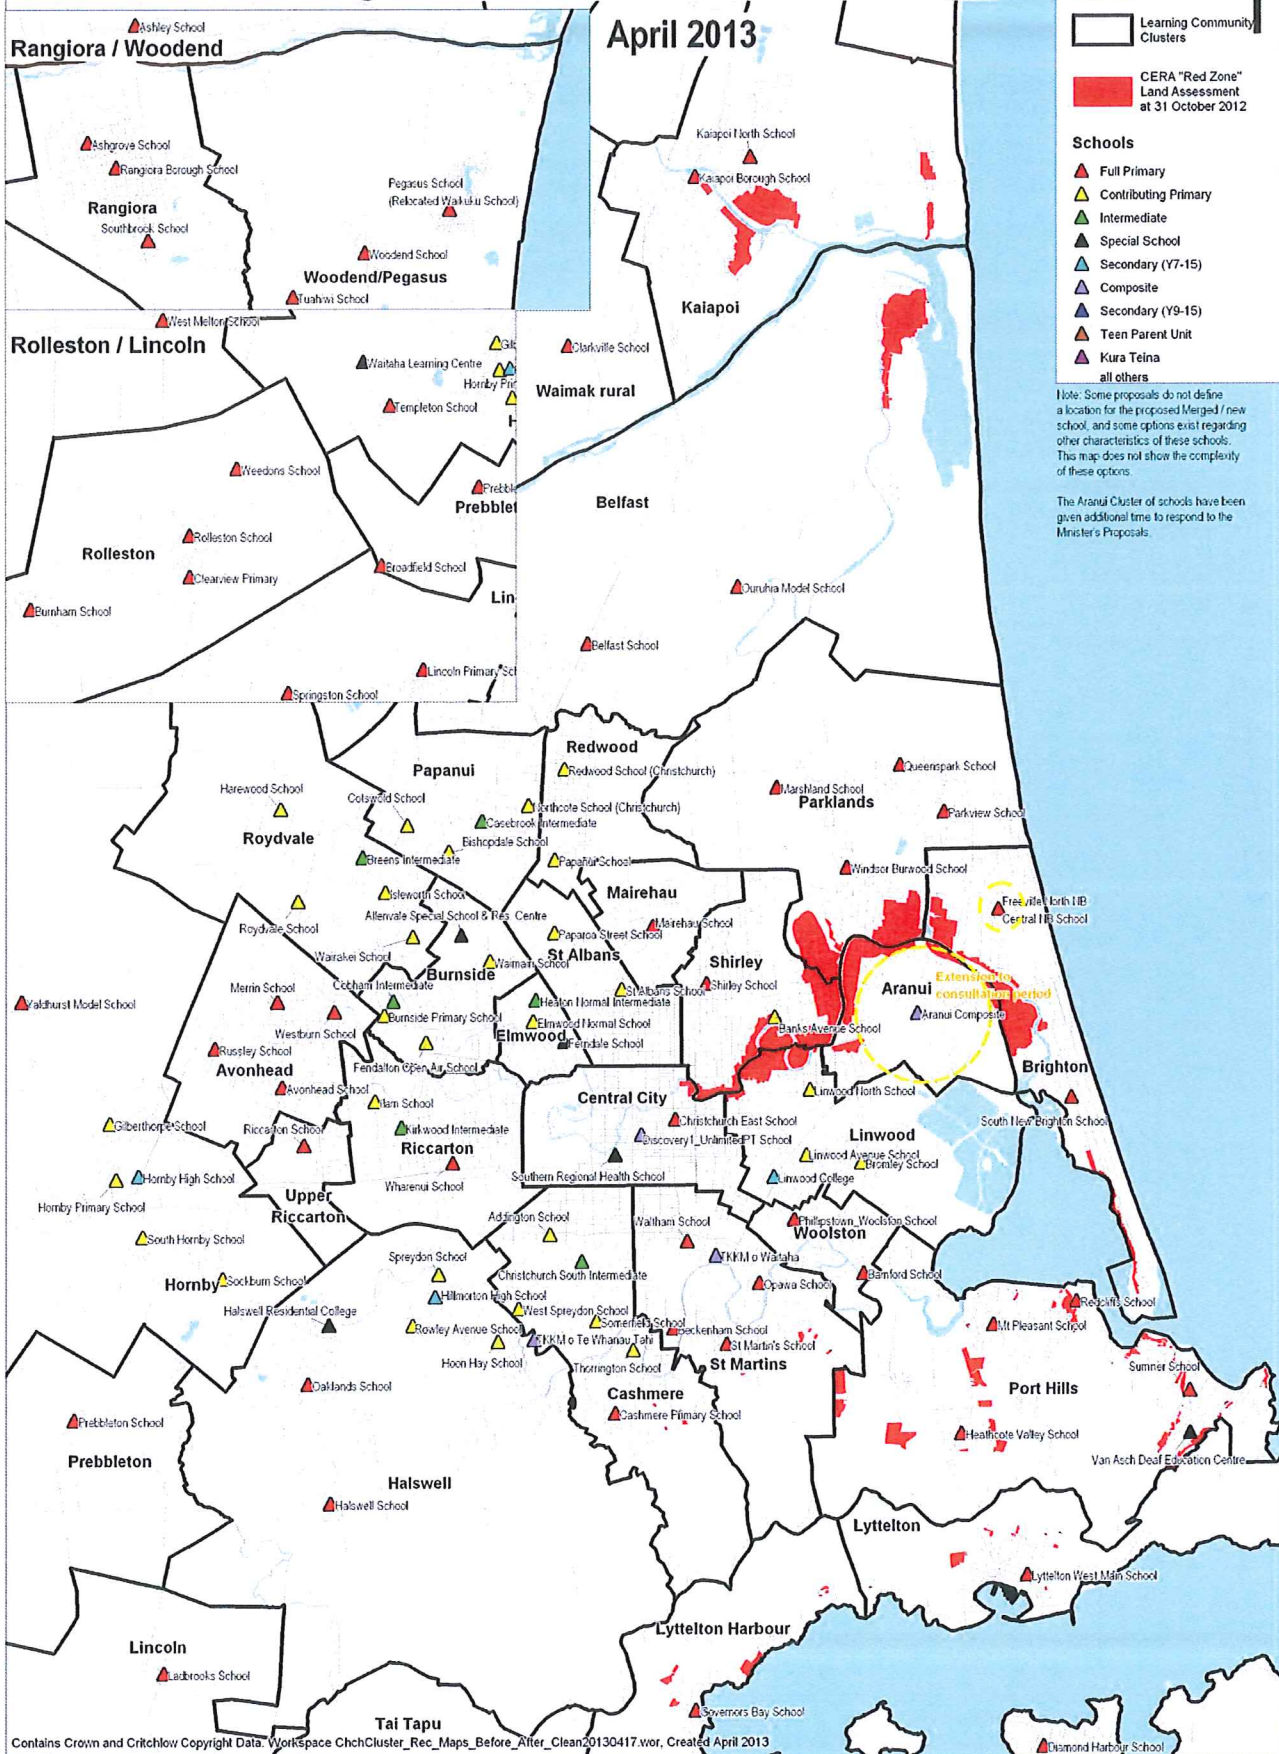 April 2013
Rangiora / Woodend
Ashley School
Ashgrove School
Rangiora Borough School
Rangiora
Southbrook School
Pegasus School
(Relocated Waikuku School)
Woodend School
Woodend/Pegasus
Tuahiwi School
Rolleston / Lincoln
West Melton School
Waitaha Learning Centre
Templeton School
Weedons School
Rolleston School
Rolleston
Clearview Primary
Burnham School
Broadfield School
Lincoln Primary Sch
Springston School
Hornby Pri
Prebble
Prebblet
Lin
Learning Community
Clusters
CERA "Red Zone"
Land Assessment
at 31 October 2012
Schools
Full Primary
Contributing Primary
Intermediate
Special School
Secondary (Y7-15)
Composite
Secondary (Y9-15)
Teen Parent Unit
Kura Teina
all others
Note: Some proposals do not define
a location for the proposed Merged / new
school, and some options exist regarding
other characteristics of these schools.
This map does not show the complexity
of these options.
The Aranui Cluster of schools have been
given additional time to respond to the
Minister's Proposals.
Kaiapoi North School
Kaiapoi Borough School
Kaiapoi
Clarkville School
Waimak rural
Belfast
Ouruhia Model School
Belfast School
Redwood
Redwood School (Christchurch)
Papanui
Cotswold School
Northcote School (Christchurch)
Casebrook Intermediate
Bishopdale School
Breens Intermediate
Papanui School
Harewood School
Roydvale
Isleworth School
Roydvale School
Allenvale Special School & Res. Centre
Wairakei School
Burnside
Waimairi School
Cobham Intermediate
Burnside Primary School
Fendalton Open Air School
Mairehau
Mairehau School
Paparoa Street School
St Albans
St Albans School
Shirley
Shirley School
Banks Avenue School
Heaton Normal Intermediate
Elmwood Normal School
Elmwood
Ferndale School
Queenspark School
Marshland School
Parklands
Parkview School
Windsor Burwood School
Freeville North NB
Central NB School
Extension to
consultation period
Aranui
Aranui Composite
Brighton
South New Brighton School
Yaldhurst Model School
Merrin School
Westburn School
Russley School
Avonhead
Avonhead School
Ilam School
Gilberthorpe School
Riccarton School
Kirkwood Intermediate
Riccarton
Wharenui School
Upper
Riccarton
Hornby High School
Hornby Primary School
South Hornby School
Hornby
Sockburn School
Central City
Christchurch East School
Discovery1_UnlimitedPT School
Southern Regional Health School
Linwood North School
Linwood
Linwood Avenue School
Bromley School
Linwood College
Phillipstown_Woolston School
Woolston
Addington School
Waltham School
TKKM o Waitaha
Opawa School
Bamford School
Christchurch South Intermediate
Spreydon School
Hillmorton High School
West Spreydon School
Somerfield School
Rowley Avenue School
TKKM o Te Whanau Tahi
Hoon Hay School
Thorrington School
Beckenham School
St Martin's School
St Martins
Cashmere
Cashmere Primary School
Halswell Residential College
Oaklands School
Halswell
Halswell School
Prebbleton School
Prebbleton
Redcliffs School
Mt Pleasant School
Sumner School
Port Hills
Heathcote Valley School
Van Asch Deaf Education Centre
Lyttelton
Lyttelton West Main School
Lyttelton Harbour
Governors Bay School
Diamond Harbour School
Lincoln
Ladbrooks School
Tai Tapu
Contains Crown and Critchlow Copyright Data. Workspace ChchCluster_Rec_Maps_Before_After_Clean20130417.wor, Created April 2013